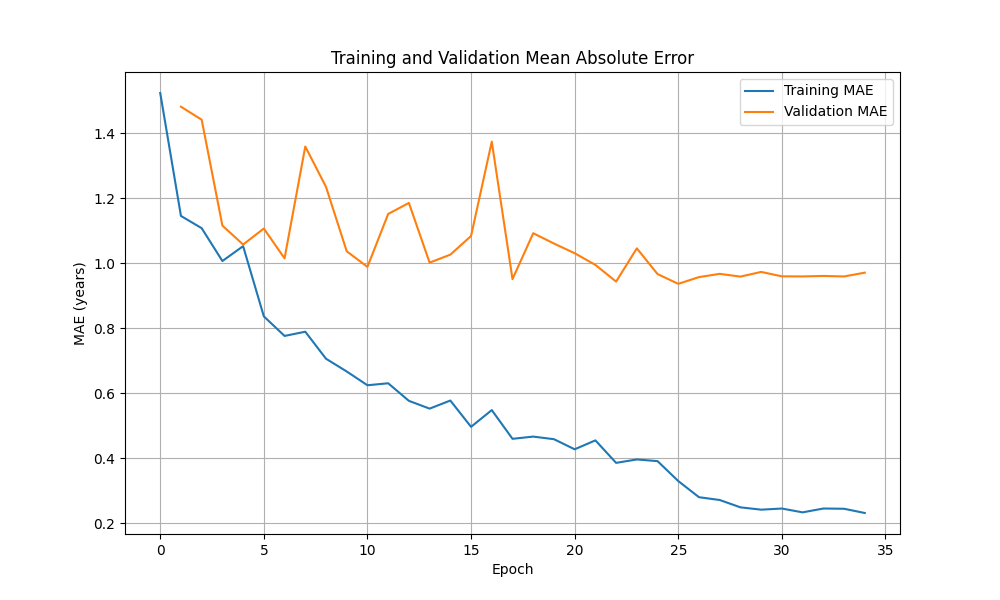 Training and Validation Mean Absolute Error
Training MAE
Validation MAE
MAE (years)
1.4
1.2
1.0
0.8
0.6
0.4
0.2
0 5 10 15 20 25 30 35
Epoch